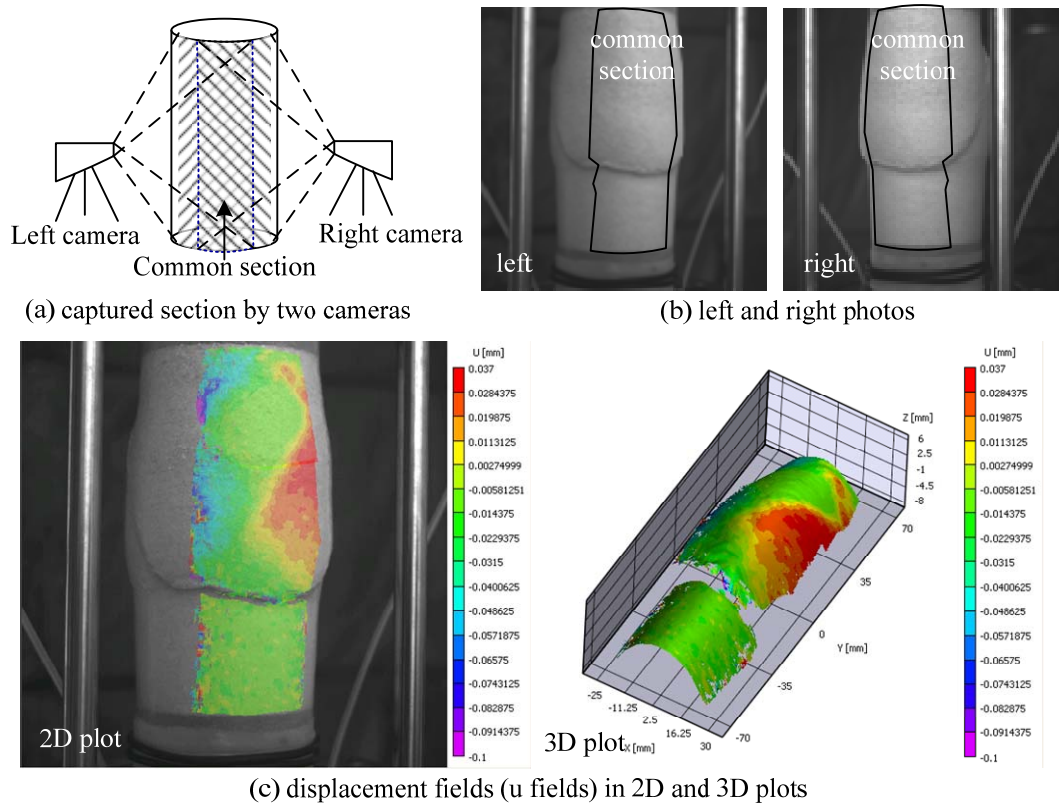 Left camera
Right camera
Common section
(a) captured section by two cameras
common
section
left
common
section
right
(b) left and right photos
U [mm]
0.037
0.0284375
0.019875
0.0113125
0.00274999
-0.00581251
-0.014375
-0.0229375
-0.0315
-0.0400625
-0.048625
-0.0571875
-0.06575
-0.0743125
-0.082875
-0.0914375
-0.1
2D plot
Z [mm]
6
2.5
-1
-4.5
-8
70
35
0
Y [mm]
-35
-70
-25
-11.25
2.5
16.25
30
X [mm]
3D plot
U [mm]
0.037
0.0284375
0.019875
0.0113125
0.00274999
-0.00581251
-0.014375
-0.0229375
-0.0315
-0.0400625
-0.048625
-0.0571875
-0.06575
-0.0743125
-0.082875
-0.0914375
-0.1
(c) displacement fields (u fields) in 2D and 3D plots